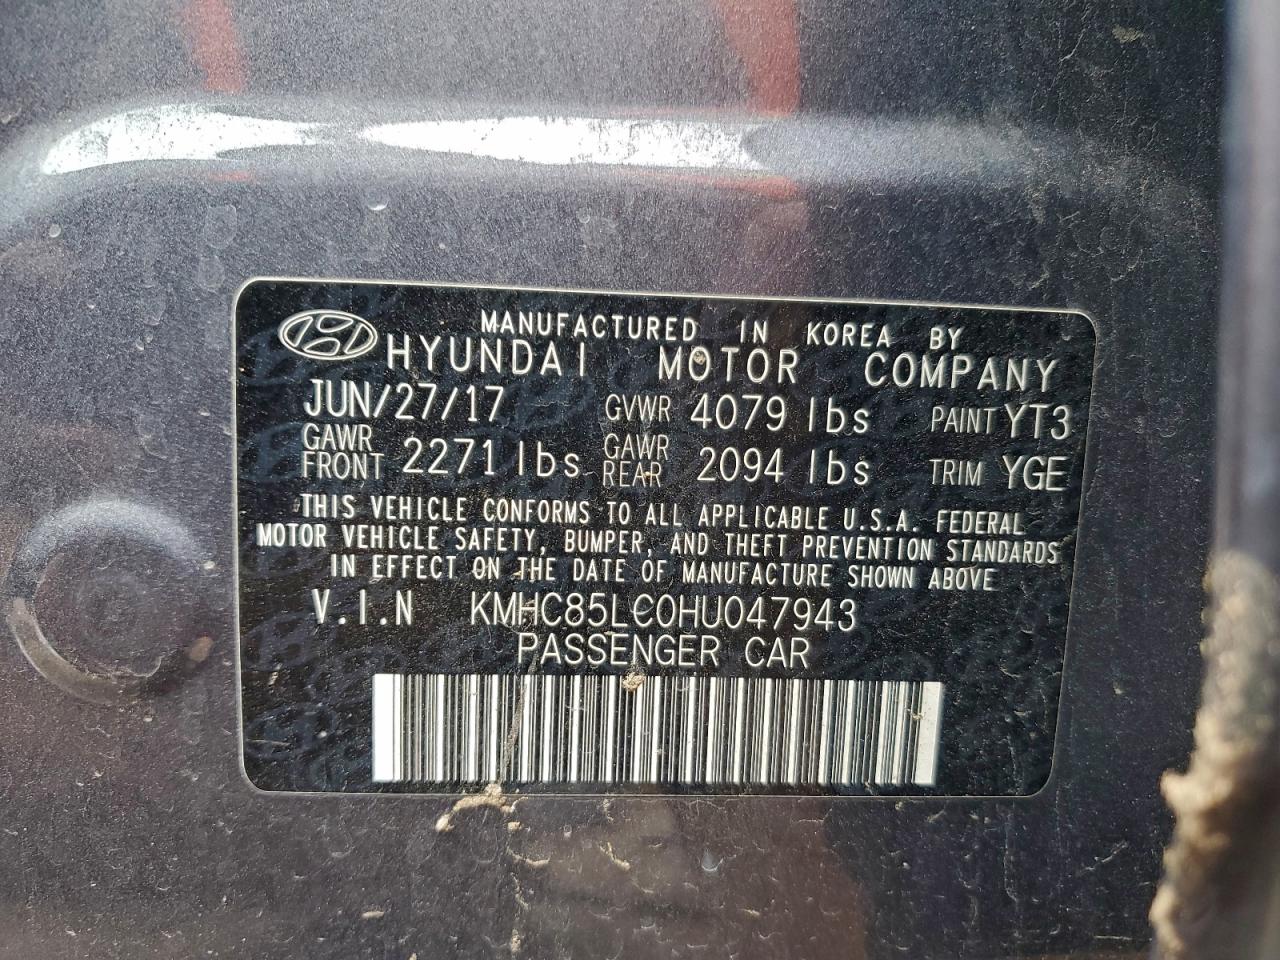 MANUFACTURED IN KOREA BY
HYUNDAI MOTOR COMPANY
JUN/27/17 GVWR 4079 lbs PAINT YT3
GAWR FRONT 2271 lbs GAWR REAR 2094 lbs TRIM YGE
THIS VEHICLE CONFORMS TO ALL APPLICABLE U.S.A. FEDERAL
MOTOR VEHICLE SAFETY, BUMPER, AND THEFT PREVENTION STANDARDS
IN EFFECT ON THE DATE OF MANUFACTURE SHOWN ABOVE
V.I.N KMHC85LC0HU047943
PASSENGER CAR